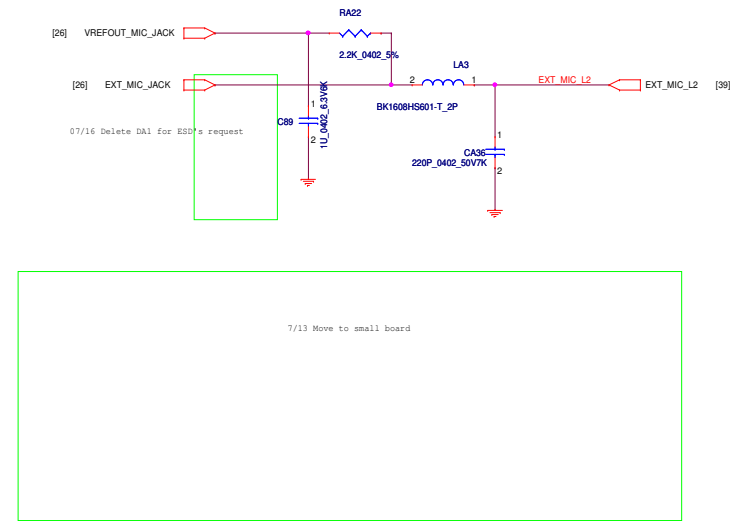 RA22
[26] VREFOUT_MIC_JACK
2.2K_0402_5%
LA3
[26] EXT_MIC_JACK
2
1
EXT_MIC_L2
EXT_MIC_L2 [39]
BK1608HS601-T_2P
1
C89
1U_0402_6.3V6K
2
07/16 Delete DA1 for ESD's request
1
CA36
220P_0402_50V7K
2
7/13 Move to small board